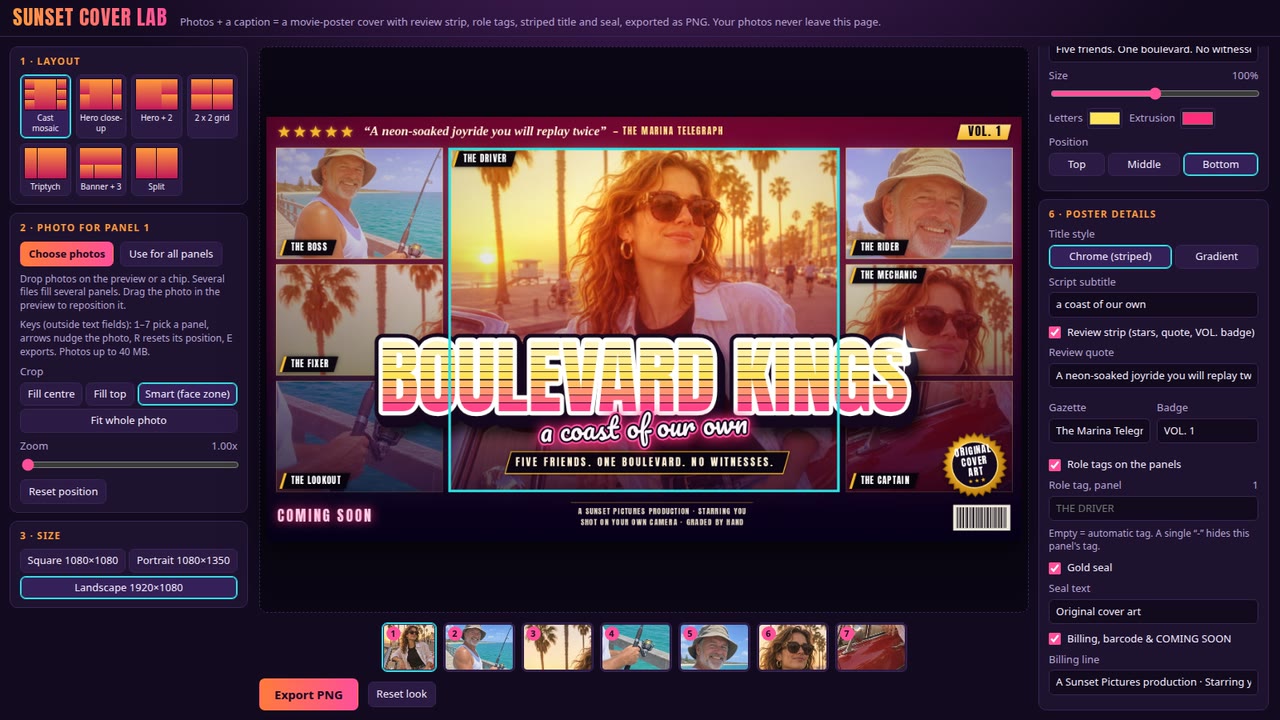 SUNSET COVER LAB
Photos + a caption = a movie-poster cover with review strip, role tags, striped title and seal, exported as PNG. Your photos never leave this page.
1 · LAYOUT
Cast mosaic
Hero close-up
Hero + 2
2 x 2 grid
Triptych
Banner + 3
Split
2 · PHOTO FOR PANEL 1
Choose photos
Use for all panels
Drop photos on the preview or a chip. Several
files fill several panels. Drag the photo in the
preview to reposition it.
Keys (outside text fields): 1–7 pick a panel,
arrows nudge the photo, R resets its position, E
exports. Photos up to 40 MB.
Crop
Fill centre
Fill top
Smart (face zone)
Fit whole photo
Zoom 1.00x
Reset position
3 · SIZE
Square 1080×1080
Portrait 1080×1350
Landscape 1920×1080
“A neon-soaked joyride you will replay twice” – THE MARINA TELEGRAPH
VOL. 1
THE DRIVER
THE BOSS
THE RIDER
THE MECHANIC
THE FIXER
BOULEVARD KINGS
a coast of our own
FIVE FRIENDS. ONE BOULEVARD. NO WITNESSES.
THE LOOKOUT
THE CAPTAIN
ORIGINAL
COVER
ART
COMING SOON
A SUNSET PICTURES PRODUCTION · STARRING YOU
SHOT ON YOUR OWN CAMERA · GRADED BY HAND
1
2
3
4
5
6
7
Export PNG
Reset look
Five friends. One boulevard. No witnesse
Size 100%
Letters
Extrusion
Position
Top
Middle
Bottom
6 · POSTER DETAILS
Title style
Chrome (striped)
Gradient
Script subtitle
a coast of our own
Review strip (stars, quote, VOL. badge)
Review quote
A neon-soaked joyride you will replay tw
Gazette
Badge
The Marina Telegr
VOL. 1
Role tags on the panels
Role tag, panel 1
THE DRIVER
Empty = automatic tag. A single “-” hides this
panel's tag.
Gold seal
Seal text
Original cover art
Billing, barcode & COMING SOON
Billing line
A Sunset Pictures production · Starring y